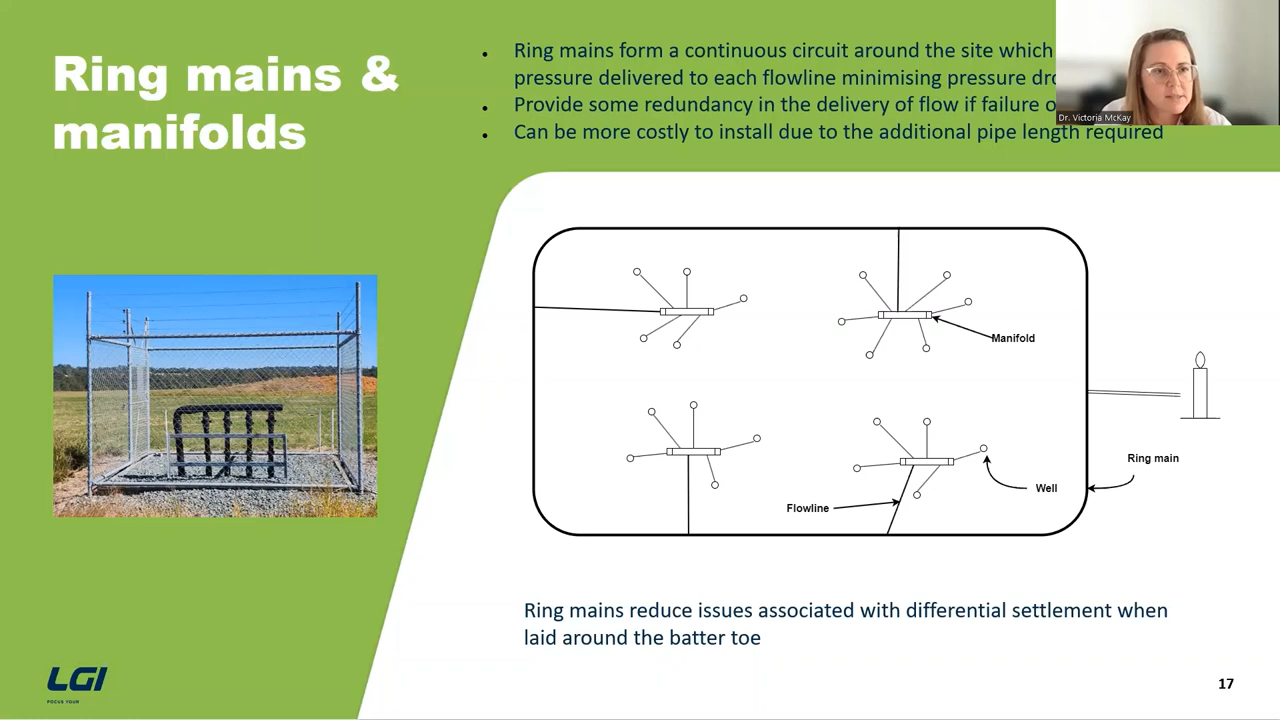 Ring mains &
manifolds
• Ring mains form a continuous circuit around the site which
pressure delivered to each flowline minimising pressure
• Provide some redundancy in the delivery of flow if failure
• Can be more costly to install due to the additional pipe length required
Dr. Victoria McKay
Manifold
Ring main
Well
Flowline
Ring mains reduce issues associated with differential settlement when
laid around the batter toe
LGI
FOCUS YOUR
17